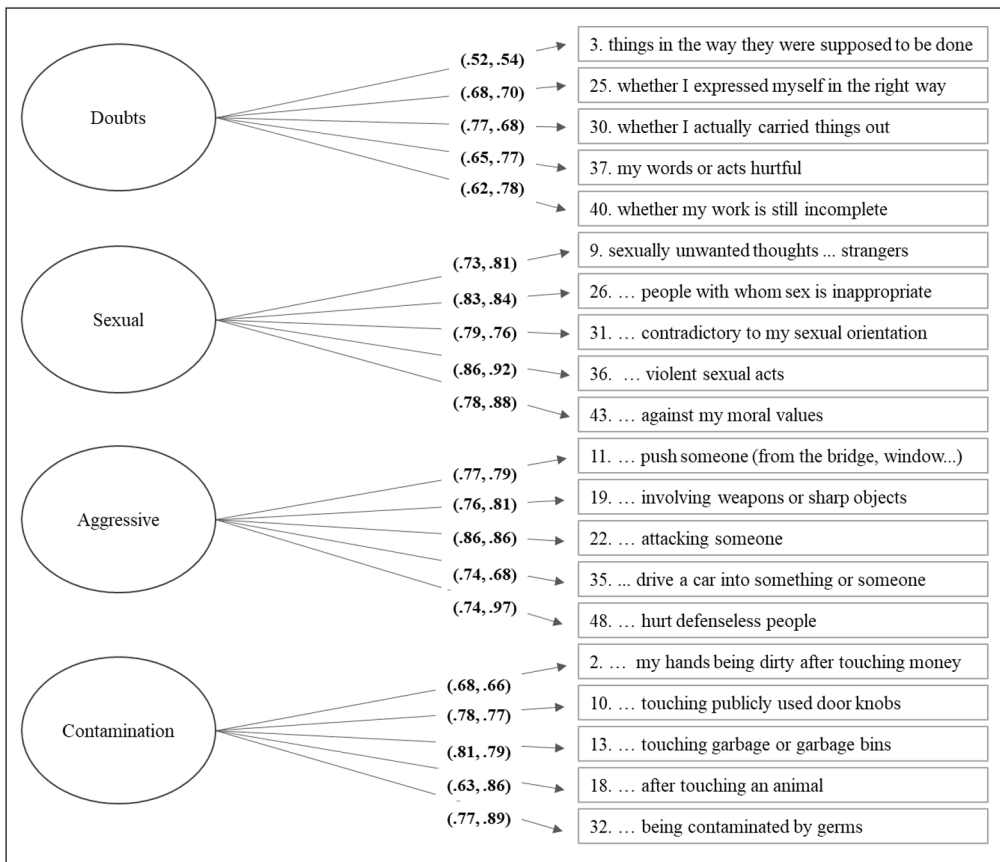 Doubts
(.52, .54)
3. things in the way they were supposed to be done
(.68, .70)
25. whether I expressed myself in the right way
(.77, .68)
30. whether I actually carried things out
(.65, .77)
37. my words or acts hurtful
(.62, .78)
40. whether my work is still incomplete
Sexual
(.73, .81)
9. sexually unwanted thoughts ... strangers
(.83, .84)
26. … people with whom sex is inappropriate
(.79, .76)
31. … contradictory to my sexual orientation
(.86, .92)
36. … violent sexual acts
(.78, .88)
43. … against my moral values
Aggressive
(.77, .79)
11. … push someone (from the bridge, window...)
(.76, .81)
19. … involving weapons or sharp objects
(.86, .86)
22. … attacking someone
(.74, .68)
35. ... drive a car into something or someone
(.74, .97)
48. … hurt defenseless people
Contamination
(.68, .66)
2. … my hands being dirty after touching money
(.78, .77)
10. … touching publicly used door knobs
(.81, .79)
13. … touching garbage or garbage bins
(.63, .86)
18. … after touching an animal
(.77, .89)
32. … being contaminated by germs